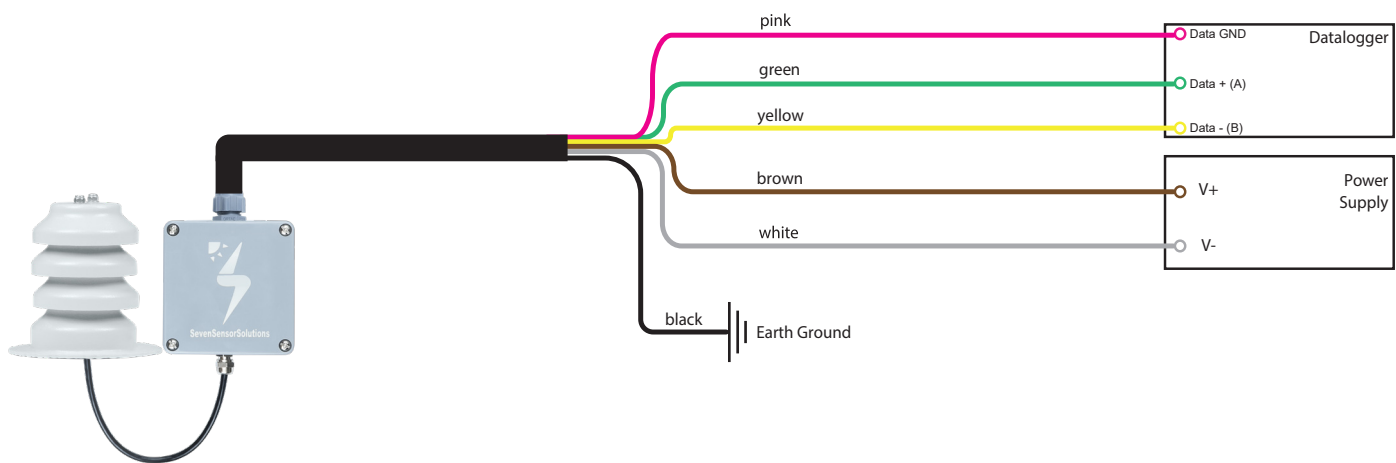 pink
Data GND
Datalogger
green
Data + (A)
yellow
Data - (B)
brown
V+
Power
Supply
white
V-
black
Earth Ground
SevenSensorSolutions